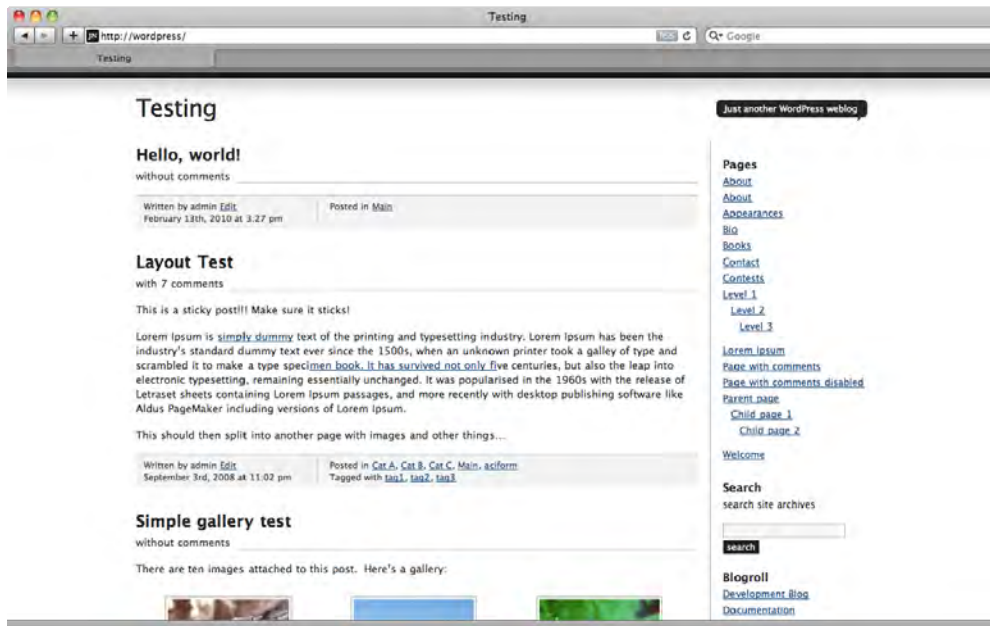 Testing
http://wordpress/
Google
Testing
Testing
Just another WordPress weblog
Hello, world!
without comments
Written by admin Edit
February 13th, 2010 at 3:27 pm
Posted in Main
Layout Test
with 7 comments
This is a sticky post!!! Make sure it sticks!
Lorem Ipsum is simply dummy text of the printing and typesetting industry. Lorem Ipsum has been the
industry's standard dummy text ever since the 1500s, when an unknown printer took a galley of type and
scrambled it to make a type specimen book. It has survived not only five centuries, but also the leap into
electronic typesetting, remaining essentially unchanged. It was popularised in the 1960s with the release of
Letraset sheets containing Lorem Ipsum passages, and more recently with desktop publishing software like
Aldus PageMaker including versions of Lorem Ipsum.
This should then split into another page with images and other things...
Written by admin Edit
September 3rd, 2008 at 11:02 pm
Posted in Cat A, Cat B, Cat C, Main, aciform
Tagged with tag1, tag2, tag3
Simple gallery test
without comments
There are ten images attached to this post. Here's a gallery:
Pages
About
About
Appearances
Bio
Books
Contact
Contests
Level 1
Level 2
Level 3
Lorem Ipsum
Page with comments
Page with comments disabled
Parent page
Child page 1
Child page 2
Welcome
Search
search site archives
search
Blogroll
Development Blog
Documentation